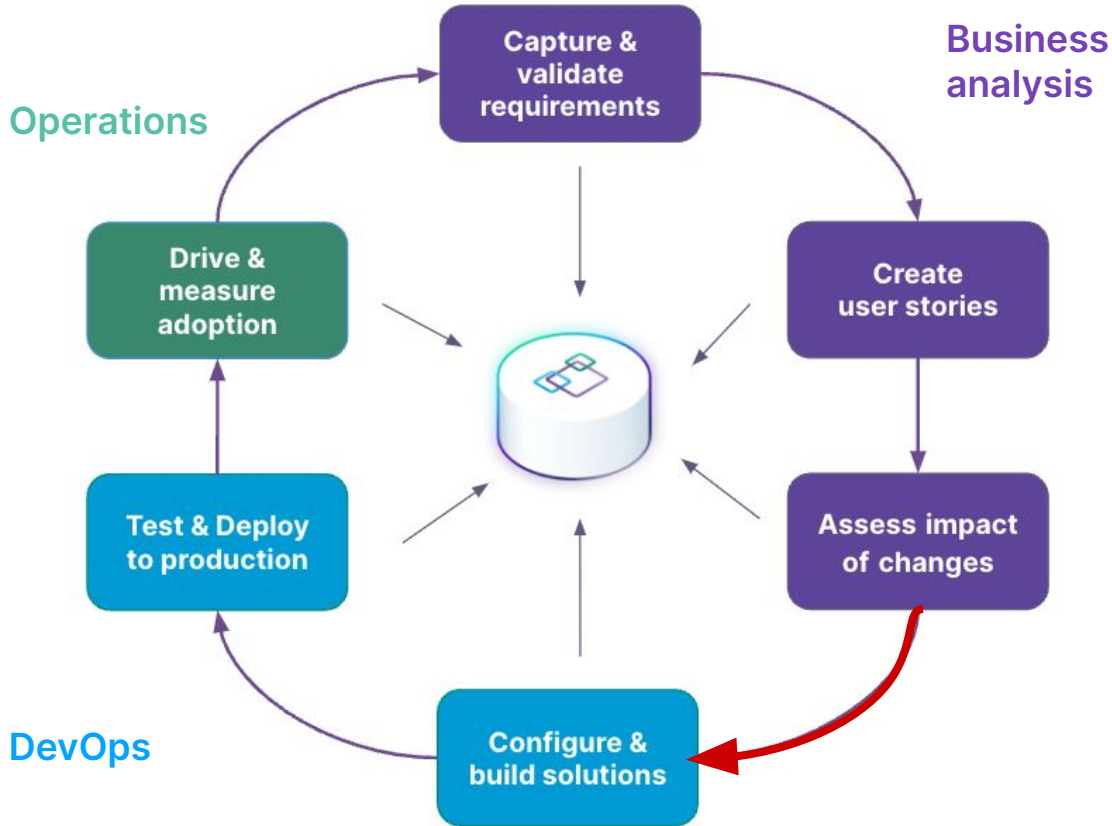 Capture &
validate
requirements
Business
analysis
Operations
Drive &
measure
adoption
Create
user stories
Test & Deploy
to production
Assess impact
of changes
DevOps
Configure &
build solutions